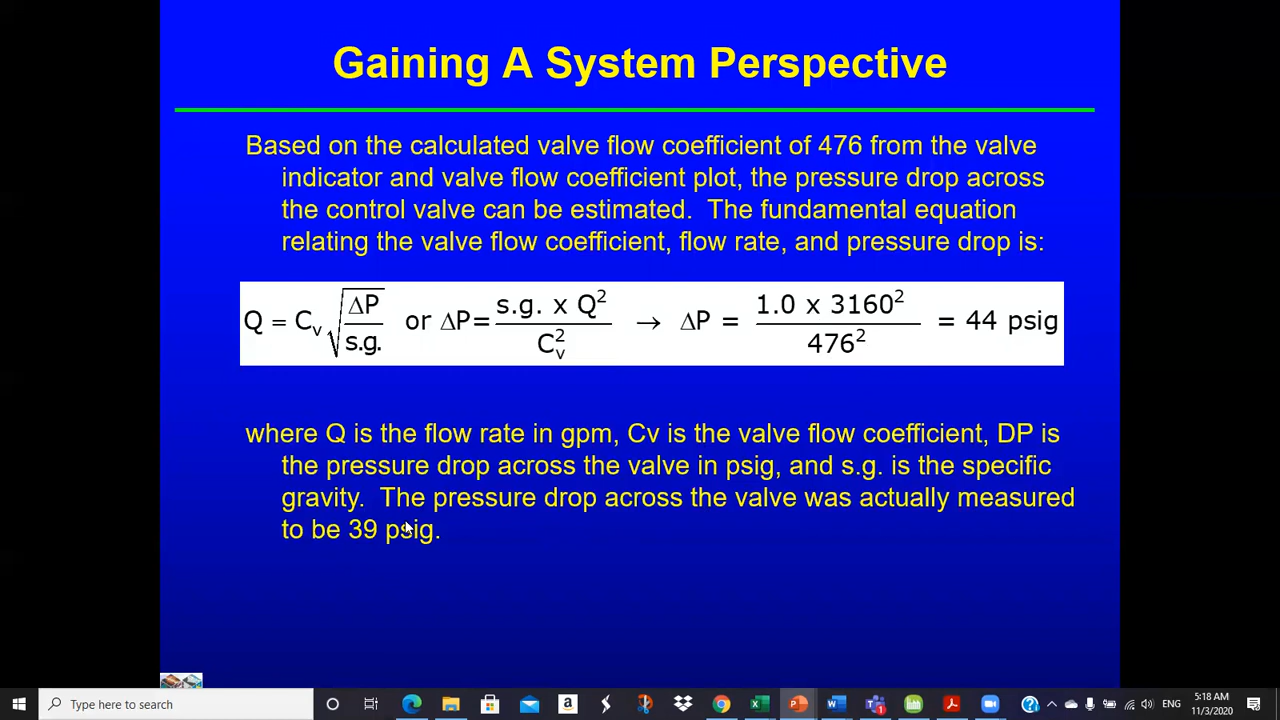 Gaining A System Perspective
Based on the calculated valve flow coefficient of 476 from the valve
indicator and valve flow coefficient plot, the pressure drop across
the control valve can be estimated. The fundamental equation
relating the valve flow coefficient, flow rate, and pressure drop is:
Q = Cᵥ √(ΔP / s.g.) or ΔP= s.g. x Q² / Cᵥ² → ΔP = 1.0 x 3160² / 476² = 44 psig
where Q is the flow rate in gpm, Cv is the valve flow coefficient, DP is
the pressure drop across the valve in psig, and s.g. is the specific
gravity. The pressure drop across the valve was actually measured
to be 39 psig.
Type here to search
5:18 AM
11/3/2020